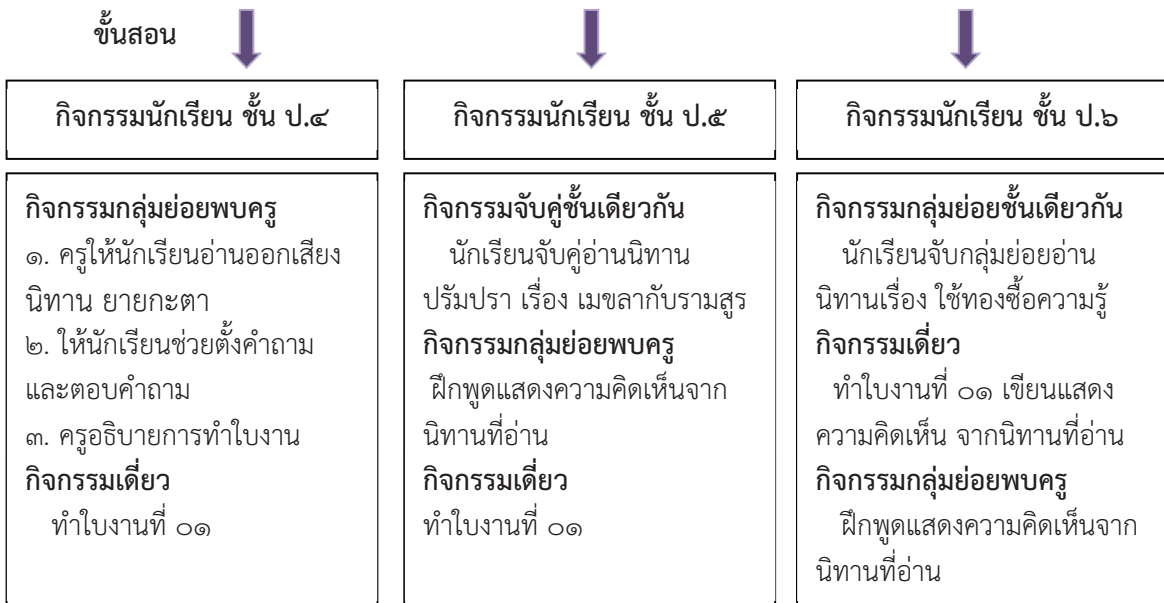 ขั้นสอน
กิจกรรมนักเรียน ชั้น ป.๔
กิจกรรมกลุ่มย่อยพบครู
๑. ครูให้นักเรียนอ่านออกเสียง
นิทาน ยายกะตา
๒. ให้นักเรียนช่วยตั้งคำถาม
และตอบคำถาม
๓. ครูอธิบายการทำใบงาน
กิจกรรมเดี่ยว
ทำใบงานที่ ๐๑
กิจกรรมนักเรียน ชั้น ป.๕
กิจกรรมจับคู่ชั้นเดียวกัน
นักเรียนจับคู่อ่านนิทาน
ปรัมปรา เรื่อง เมขลากับรามสูร
กิจกรรมกลุ่มย่อยพบครู
ฝึกพูดแสดงความคิดเห็นจาก
นิทานที่อ่าน
กิจกรรมเดี่ยว
ทำใบงานที่ ๐๑
กิจกรรมนักเรียน ชั้น ป.๖
กิจกรรมกลุ่มย่อยชั้นเดียวกัน
นักเรียนจับกลุ่มย่อยอ่าน
นิทานเรื่อง ใช้ทองซื้อความรู้
กิจกรรมเดี่ยว
ทำใบงานที่ ๐๑ เขียนแสดง
ความคิดเห็น จากนิทานที่อ่าน
กิจกรรมกลุ่มย่อยพบครู
ฝึกพูดแสดงความคิดเห็นจาก
นิทานที่อ่าน